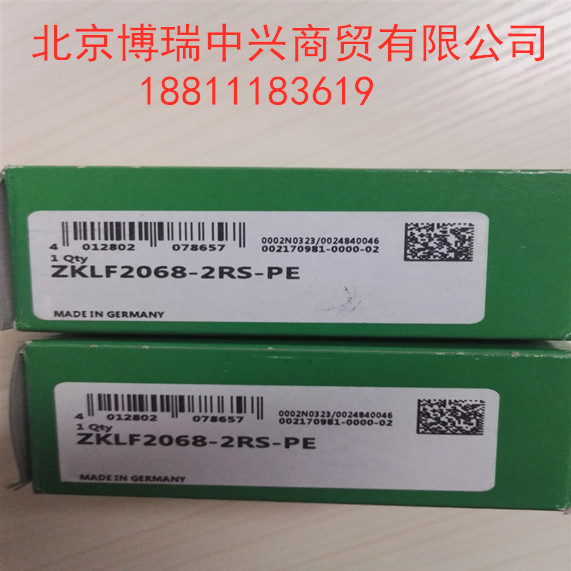 北京博瑞中兴商贸有限公司
18811183619
4 012802 078657
0002N0323/0024840046
002170981-0000-02
1 Qty
ZKLF2068-2RS-PE
MADE IN GERMANY
4 012802 078657
0002N0323/0024840046
002170981-0000-02
1 Qty
ZKLF2068-2RS-PE
MADE IN GERMANY